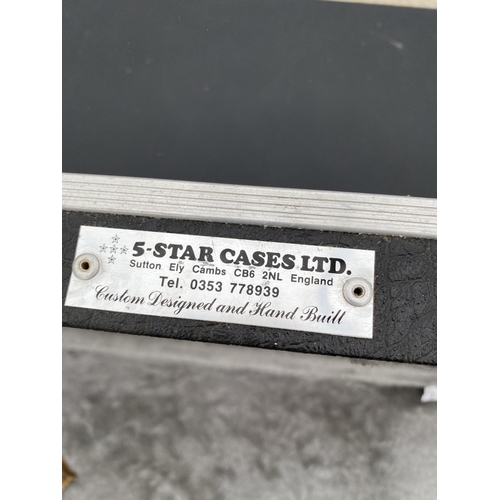 5-STAR CASES LTD.
Sutton Ely Cambs CB6 2NL England
Tel. 0353 778939
Custom Designed and Hand Built